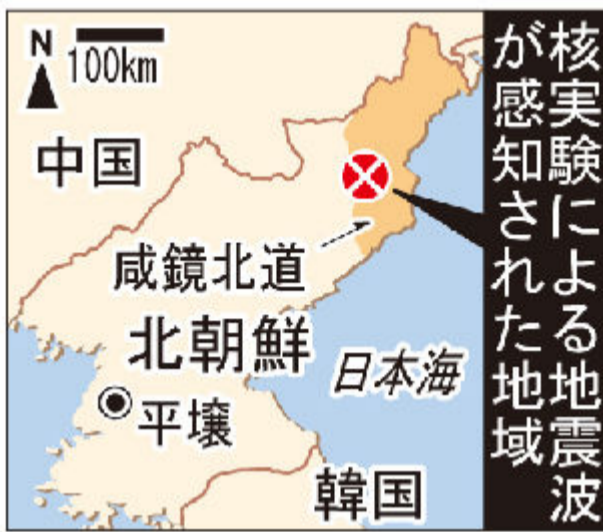 核実験による地震波
が感知された地域
N
100km
中国
咸鏡北道
北朝鮮
日本海
平壌
韓国